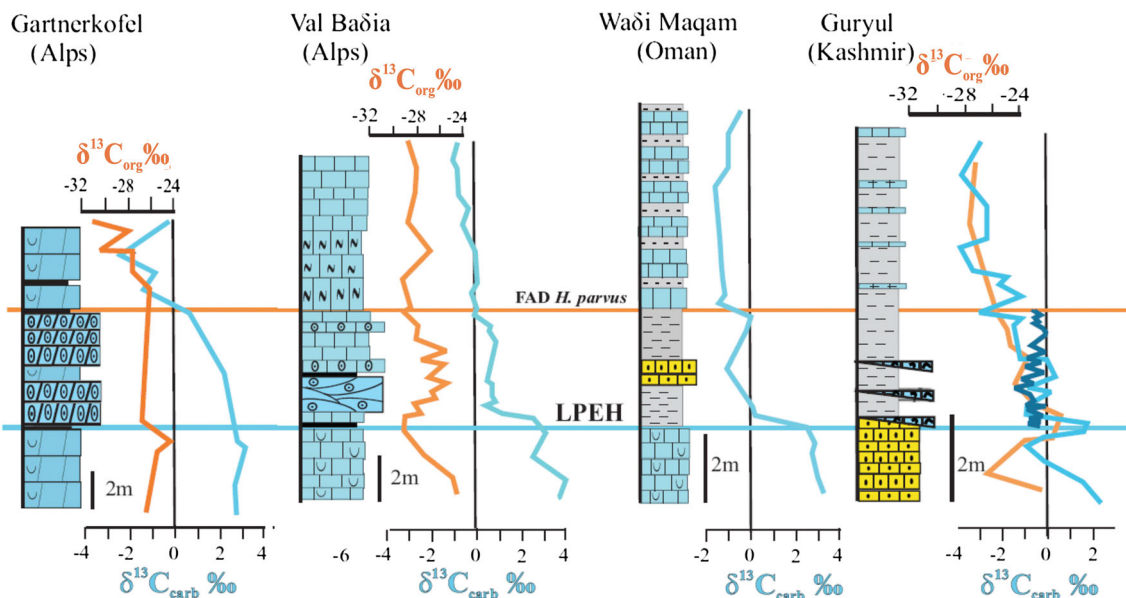 Gartnerkofel
(Alps)
Val Baδia
(Alps)
Waδi Maqam
(Oman)
Guryul
(Kashmir)
δ13Corg‰
-32 -28 -24
δ13Corg‰
-32 -28 -24
δ13Corg‰
-32 -28 -24
FAD H. parvus
LPEH
2m
2m
2m
2m
-4 -2 0 2 4
δ13Ccarb ‰
-6 -2 0 2 4
δ13Ccarb ‰
-2 0 2 4
δ13Ccarb ‰
-4 -2 0 2
δ13Ccarb ‰
N N N N
N N N
N N N